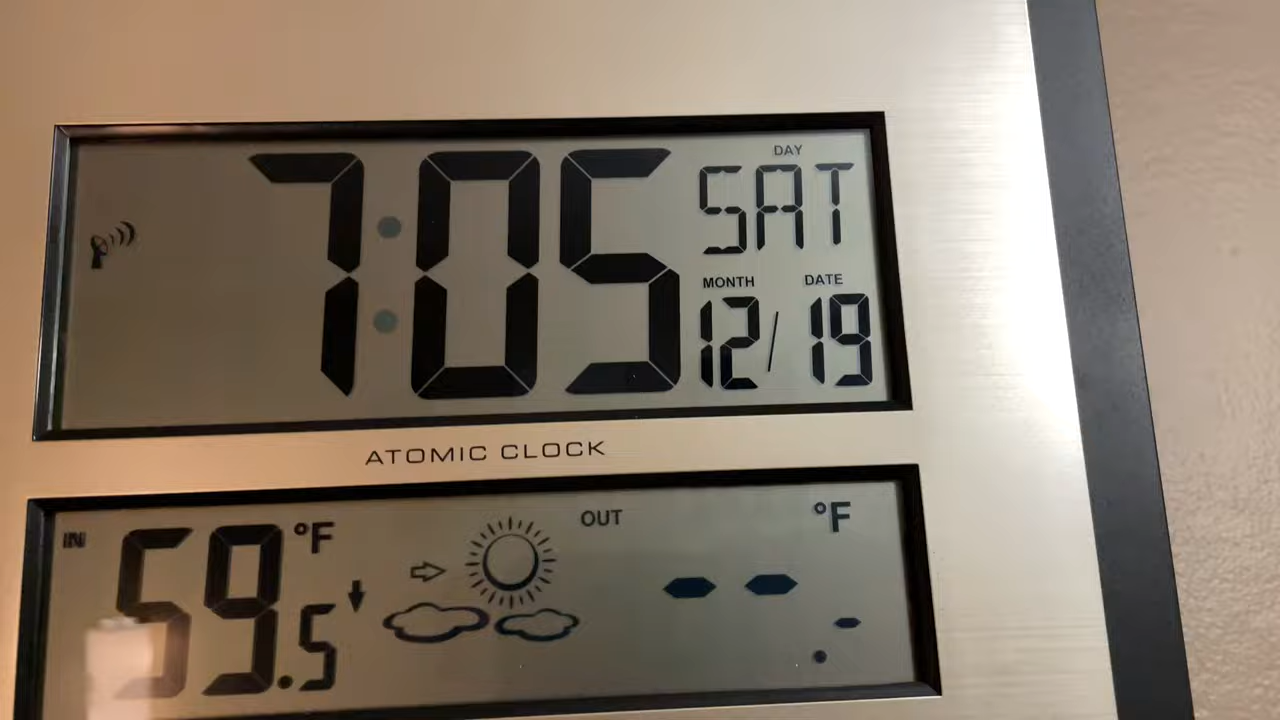 DAY
7:05 SAT
MONTH DATE
12/19
ATOMIC CLOCK
IN 59.5 °F OUT --.- °F